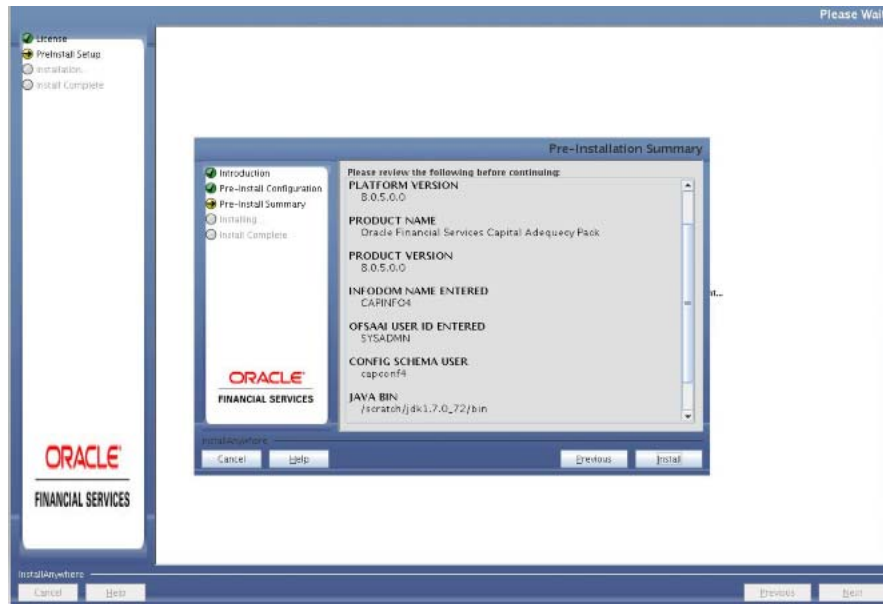 Please Wait
License
PreInstall Setup
Installation...
Install Complete
Pre-Installation Summary
Introduction
Pre-Install Configuration
Pre-Install Summary
Installing...
Install Complete
Please review the following before continuing:
PLATFORM VERSION
8.0.5.0.0
PRODUCT NAME
Oracle Financial Services Capital Adequecy Pack
PRODUCT VERSION
8.0.5.0.0
INFODOM NAME ENTERED
CAPINFO4
OFSAAI USER ID ENTERED
SYSADMN
CONFIG SCHEMA USER
capconf4
JAVA BIN
/scratch/jdk1.7.0_72/bin
ORACLE
FINANCIAL SERVICES
InstallAnywhere
Cancel
Help
Previous
Install
ORACLE
FINANCIAL SERVICES
InstallAnywhere
Cancel
Help
Previous
Next